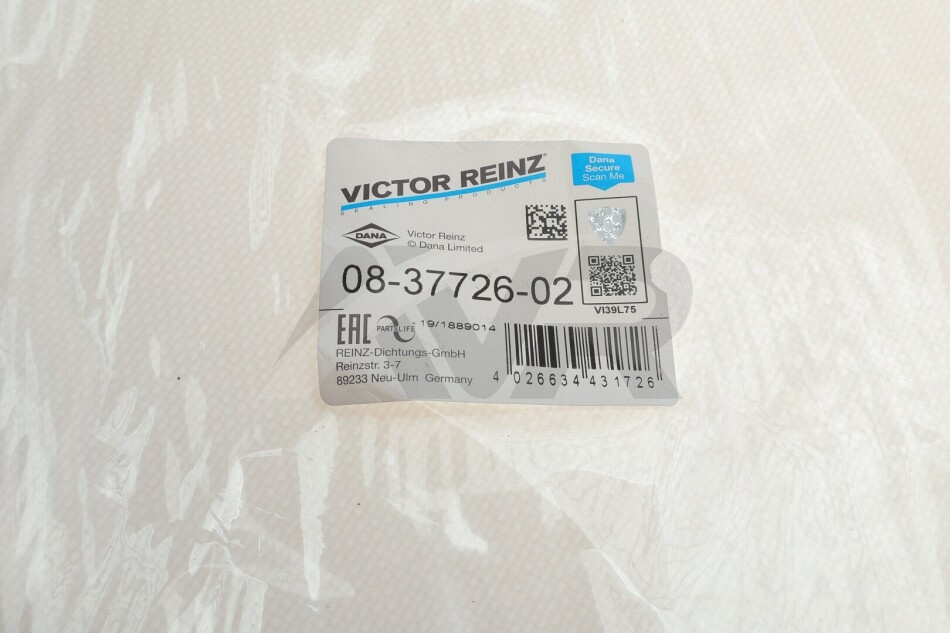 VICTOR REINZ®
SEALING PRODUCTS
Dana
Secure
Scan Me
DANA
Victor Reinz
© Dana Limited
08-37726-02
VI39L75
EAC
PARTSLIFE
19/1889014
REINZ-Dichtungs-GmbH
Reinzstr. 3-7
89233 Neu-Ulm Germany
4 026634 431726